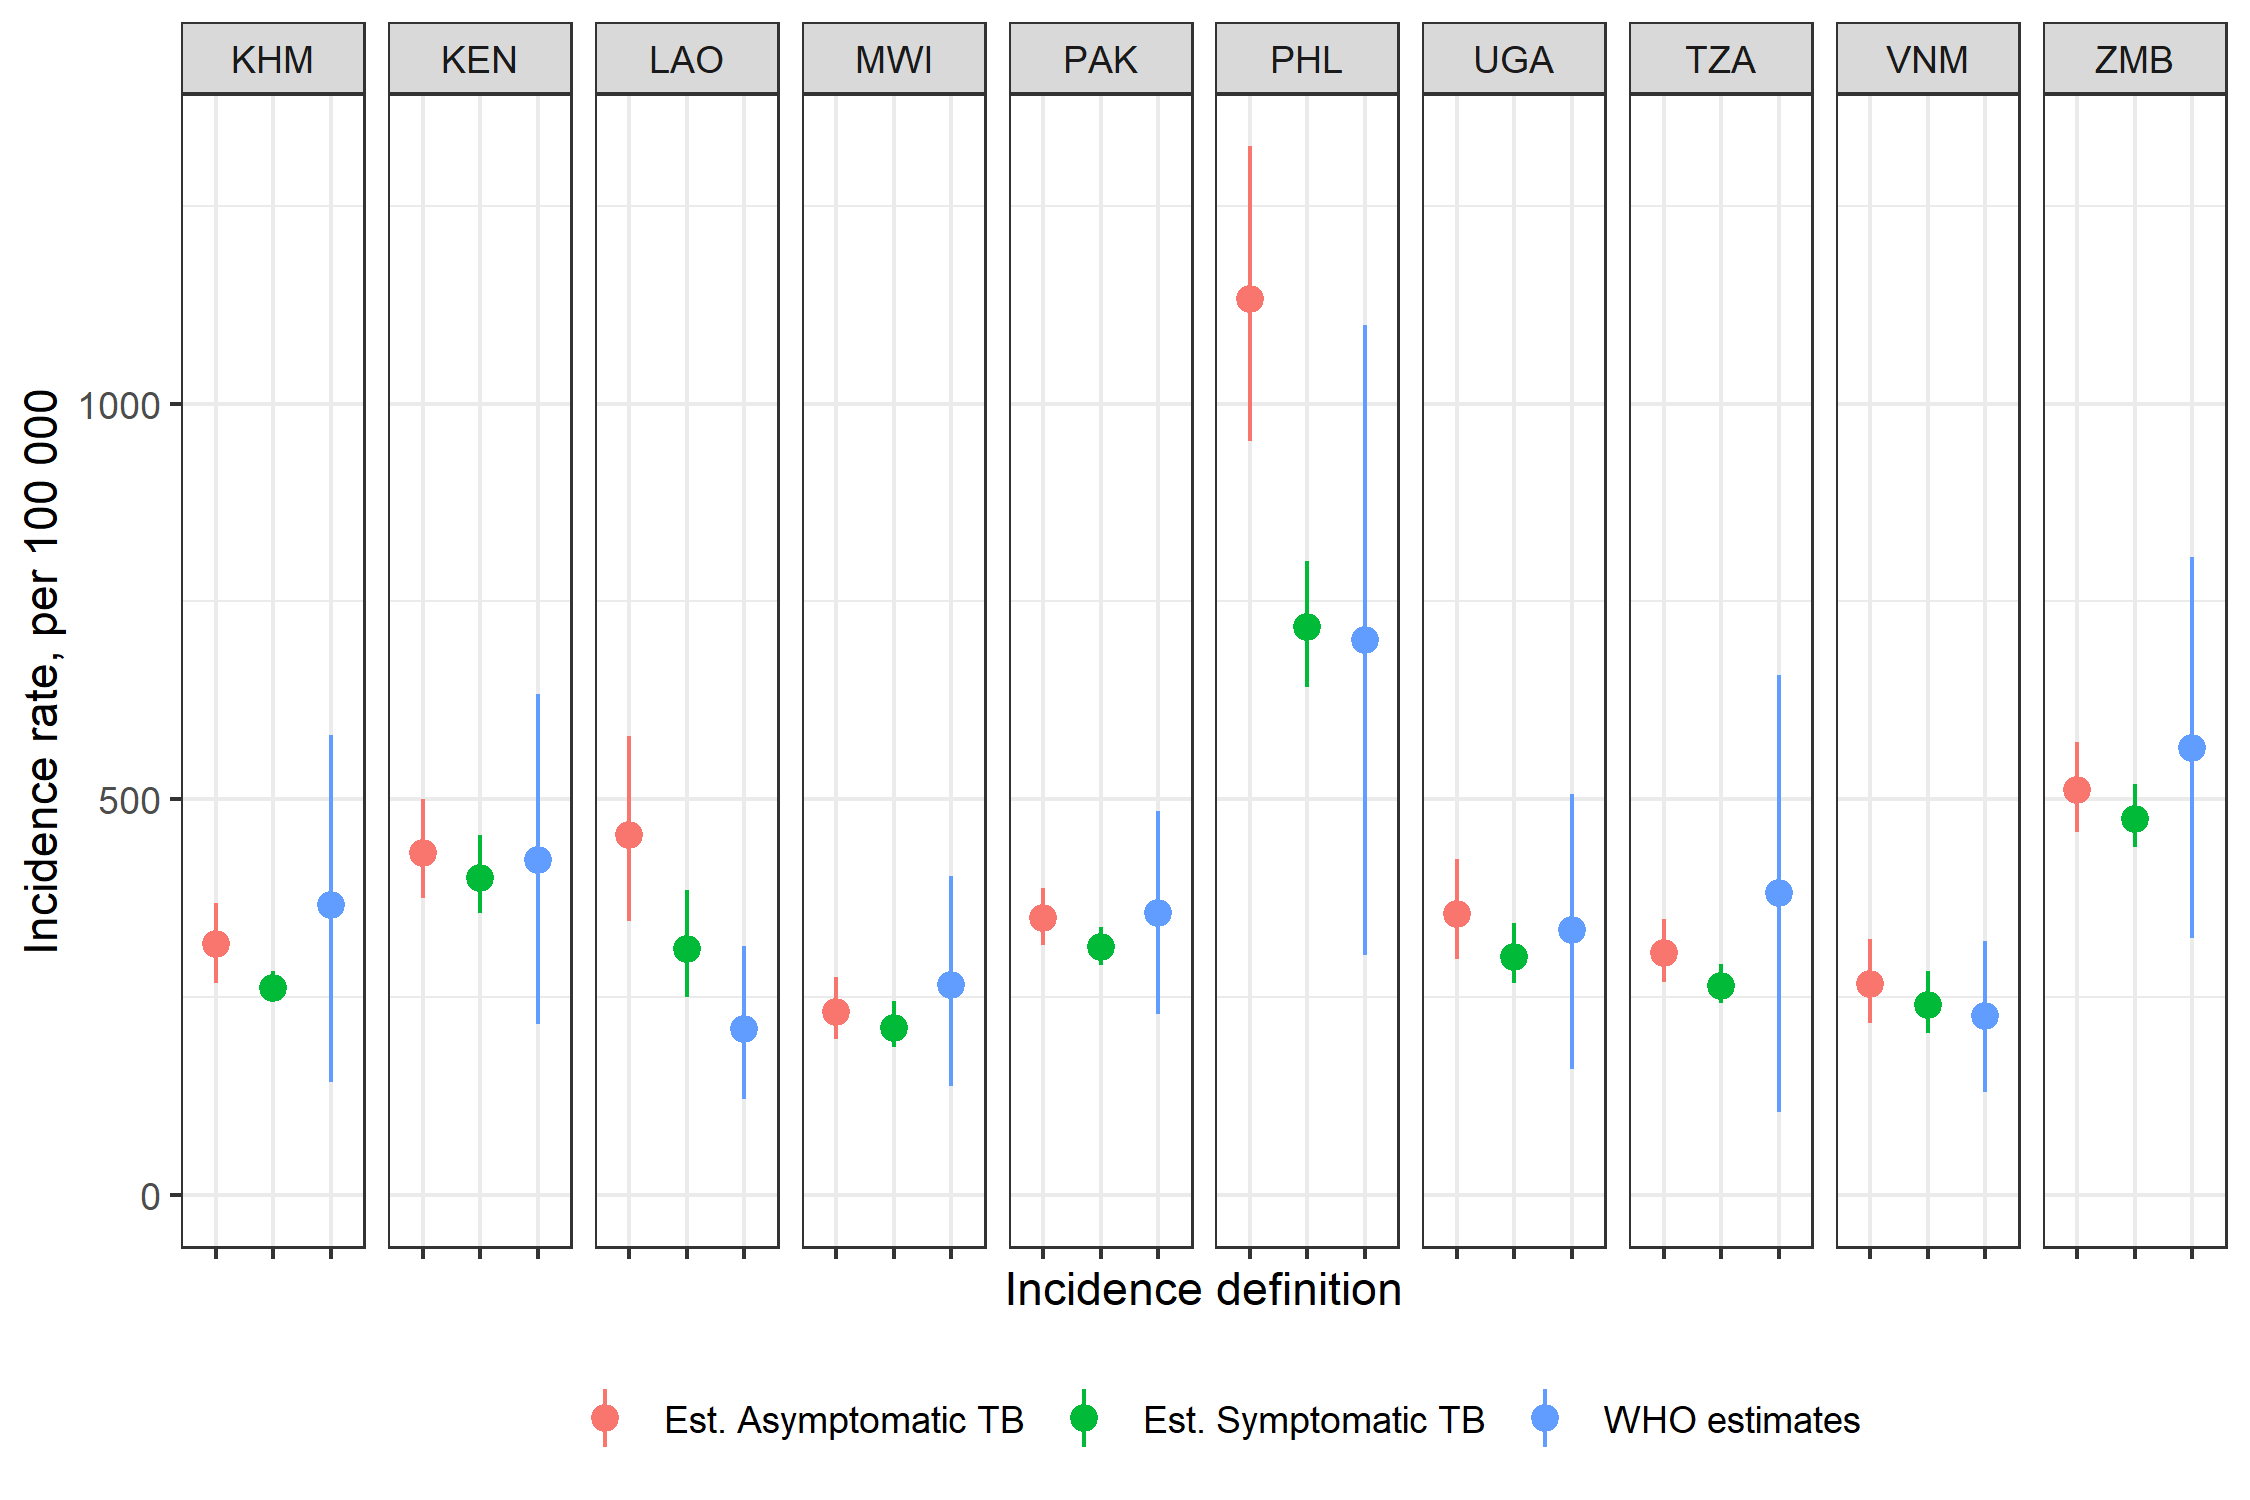 KHM KEN LAO MWI PAK PHL UGA TZA VNM ZMB
Incidence rate, per 100 000
1000
500
0
Incidence definition
Est. Asymptomatic TB Est. Symptomatic TB WHO estimates